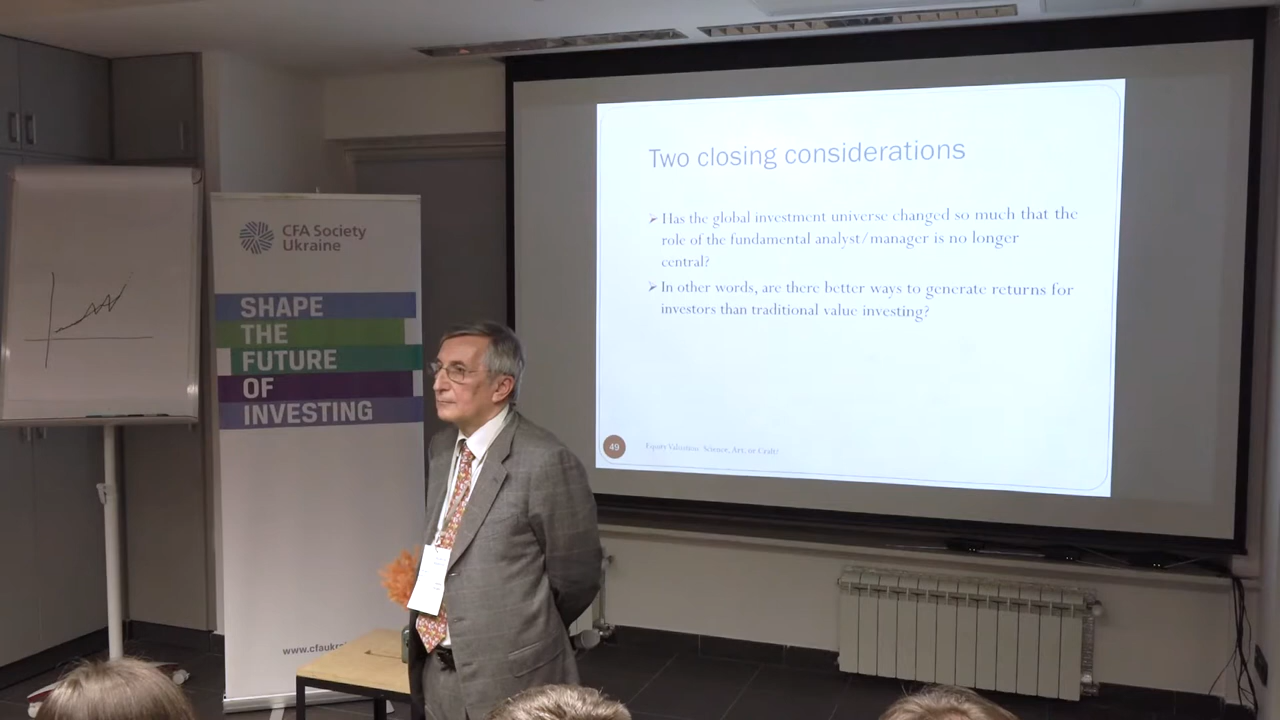 CFA Society
Ukraine
SHAPE
THE
FUTURE
OF
INVESTING
www.cfaukr
Two closing considerations
➢ Has the global investment universe changed so much that the
role of the fundamental analyst/manager is no longer
central?
➢ In other words, are there better ways to generate returns for
investors than traditional value investing?
49
Equity Valuation: Science, Art, or Craft?